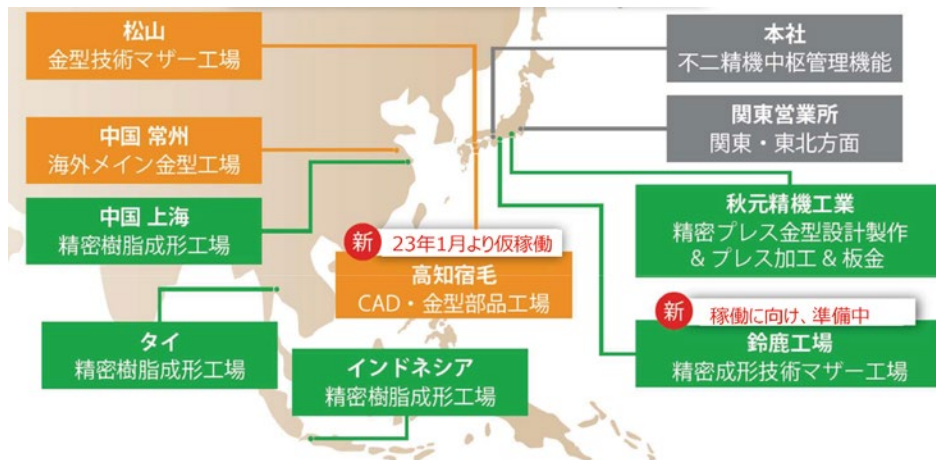 松山
金型技術マザー工場
本社
不二精機中枢管理機能
中国 常州
海外メイン金型工場
関東営業所
関東・東北方面
中国 上海
精密樹脂成形工場
秋元精機工業
精密プレス金型設計製作
& プレス加工 & 板金
新
23年1月より仮稼働
高知宿毛
CAD・金型部品工場
新
稼働に向け、準備中
鈴鹿工場
精密成形技術マザー工場
タイ
精密樹脂成形工場
インドネシア
精密樹脂成形工場